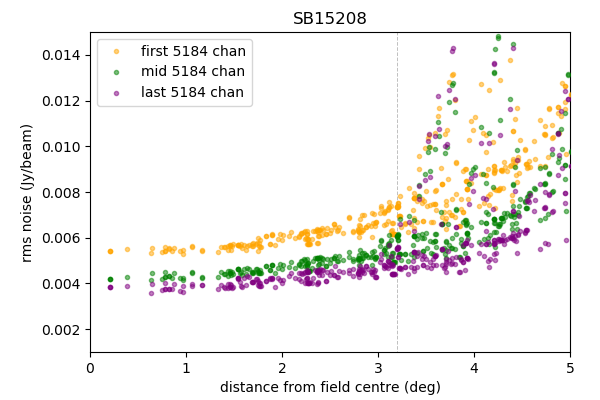 SB15208
first 5184 chan
mid 5184 chan
last 5184 chan
rms noise (Jy/beam)
0.014
0.012
0.010
0.008
0.006
0.004
0.002
0 1 2 3 4 5
distance from field centre (deg)